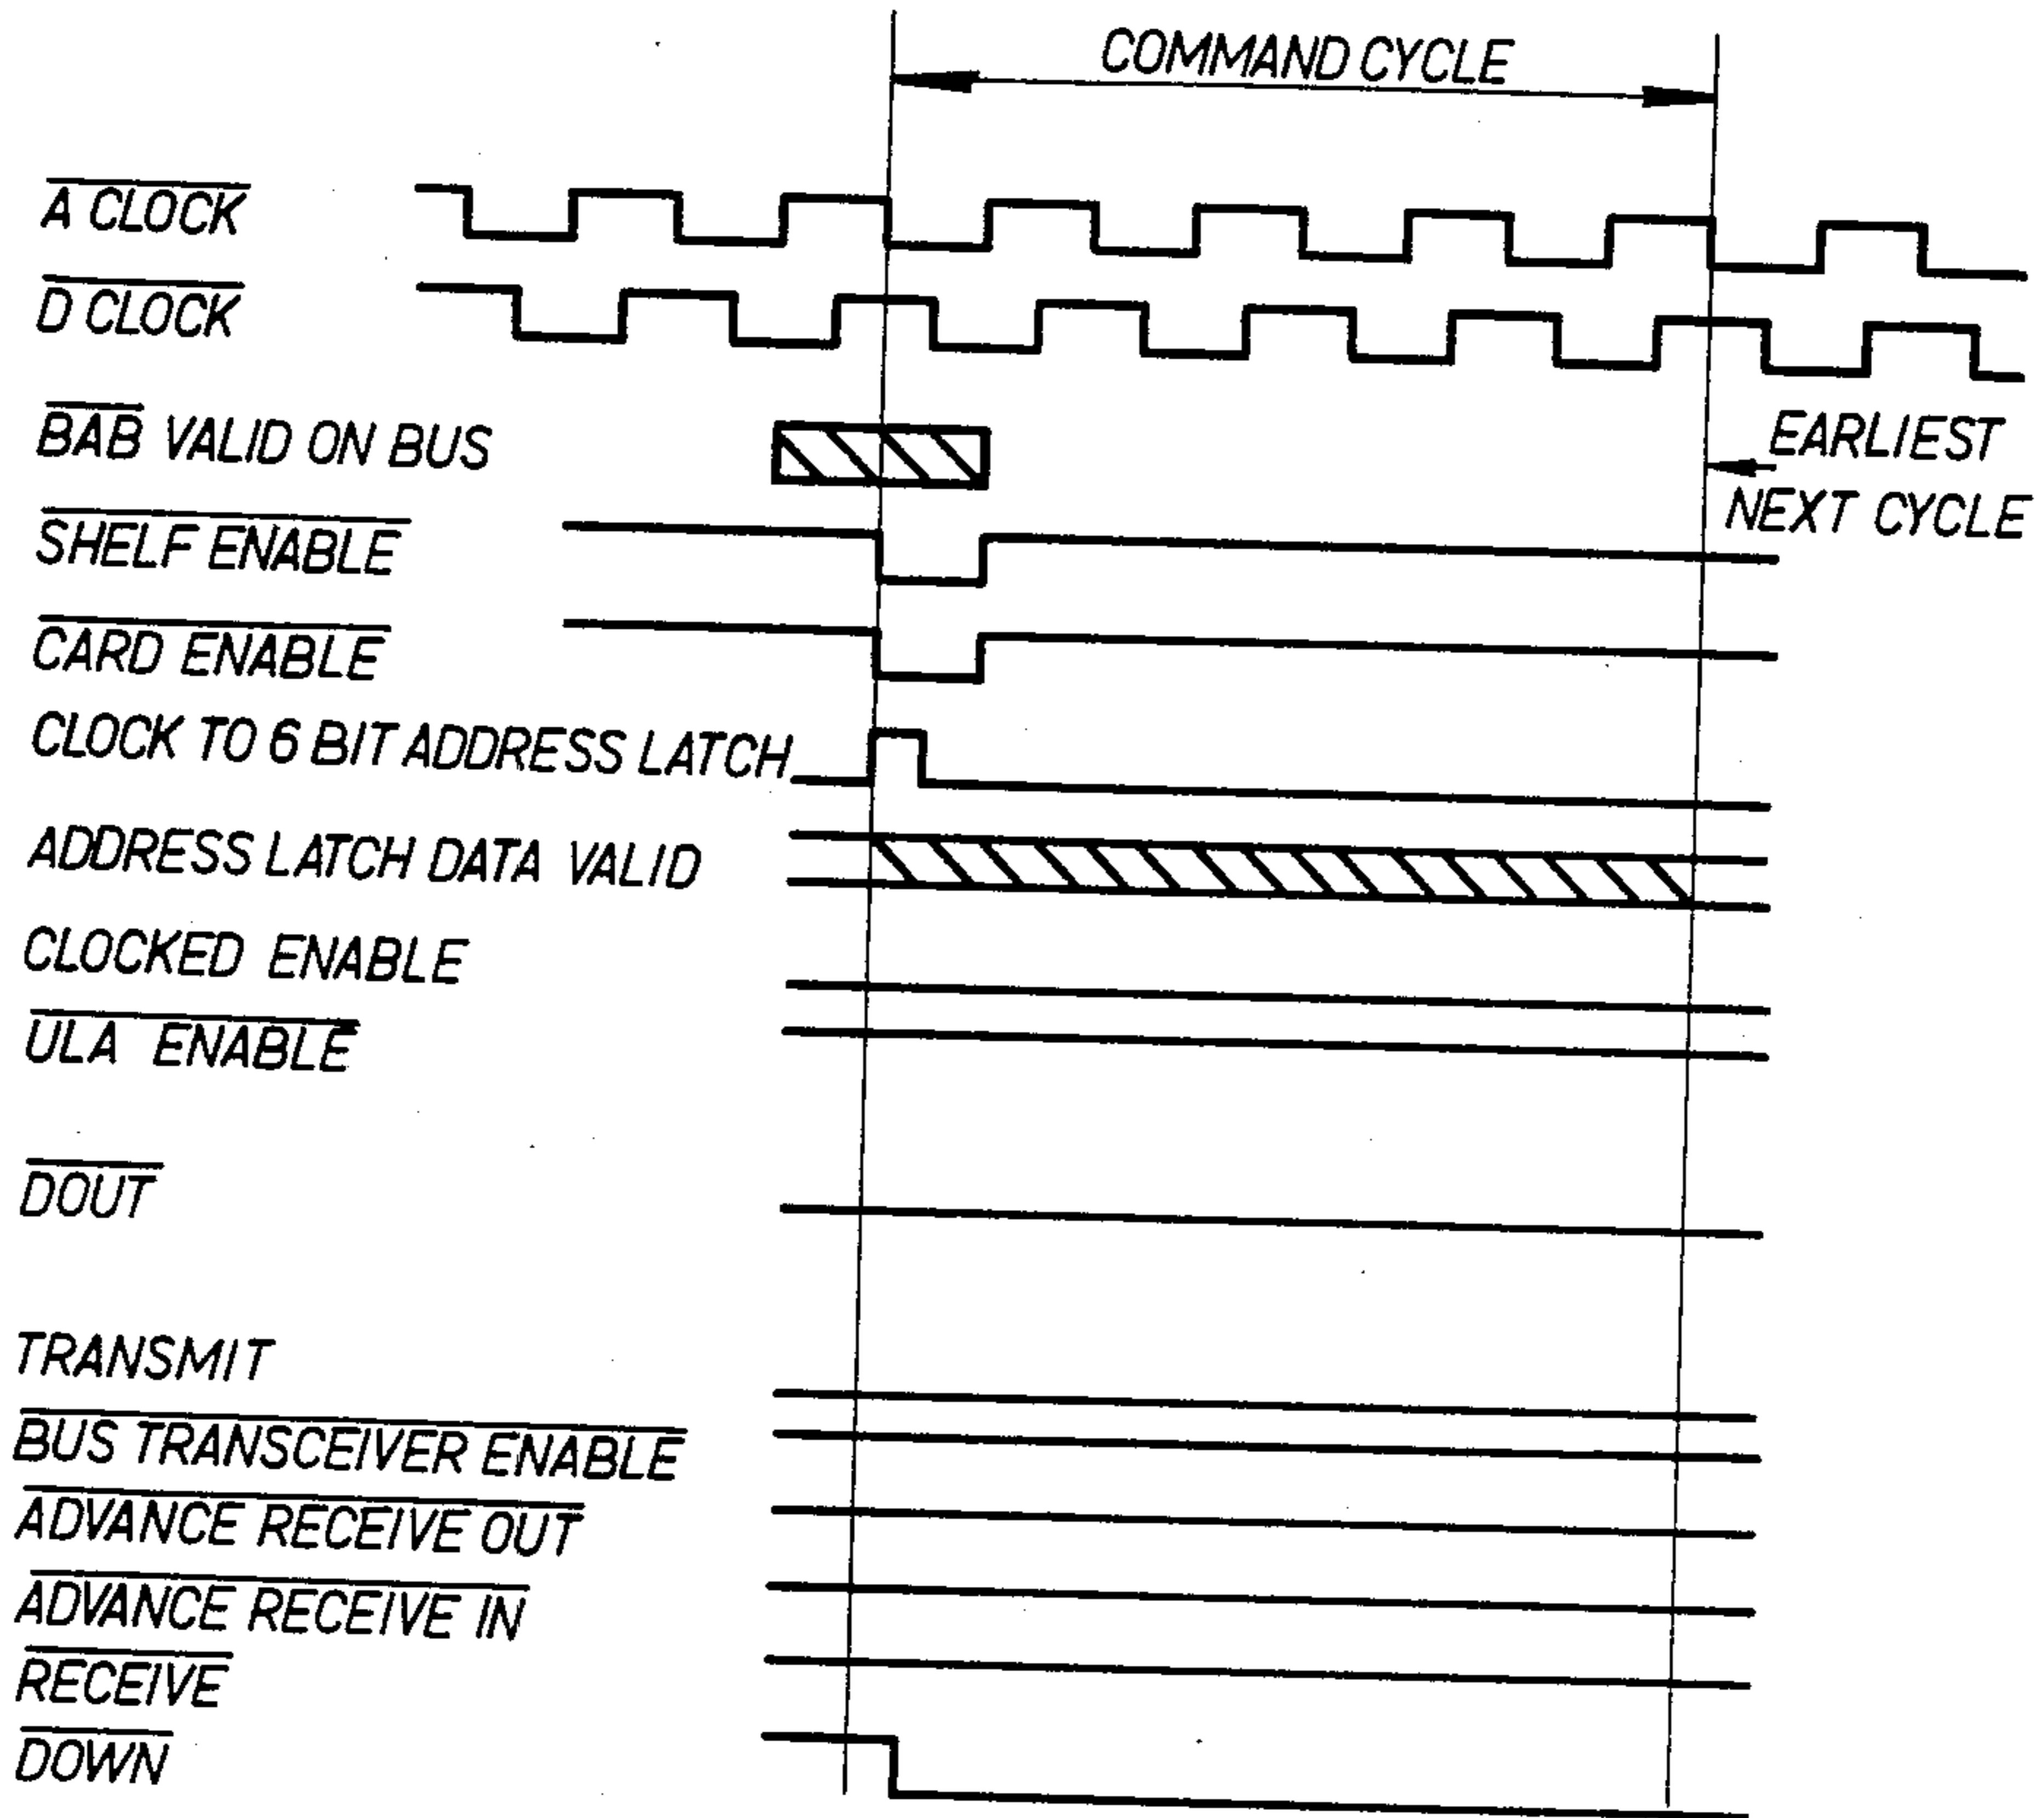 COMMAND CYCLE
A CLOCK
D CLOCK
BAB VALID ON BUS
EARLIEST
NEXT CYCLE
SHELF ENABLE
CARD ENABLE
CLOCK TO 6 BIT ADDRESS LATCH
ADDRESS LATCH DATA VALID
CLOCKED ENABLE
ULA ENABLE
DOUT
TRANSMIT
BUS TRANSCEIVER ENABLE
ADVANCE RECEIVE OUT
ADVANCE RECEIVE IN
RECEIVE
DOWN